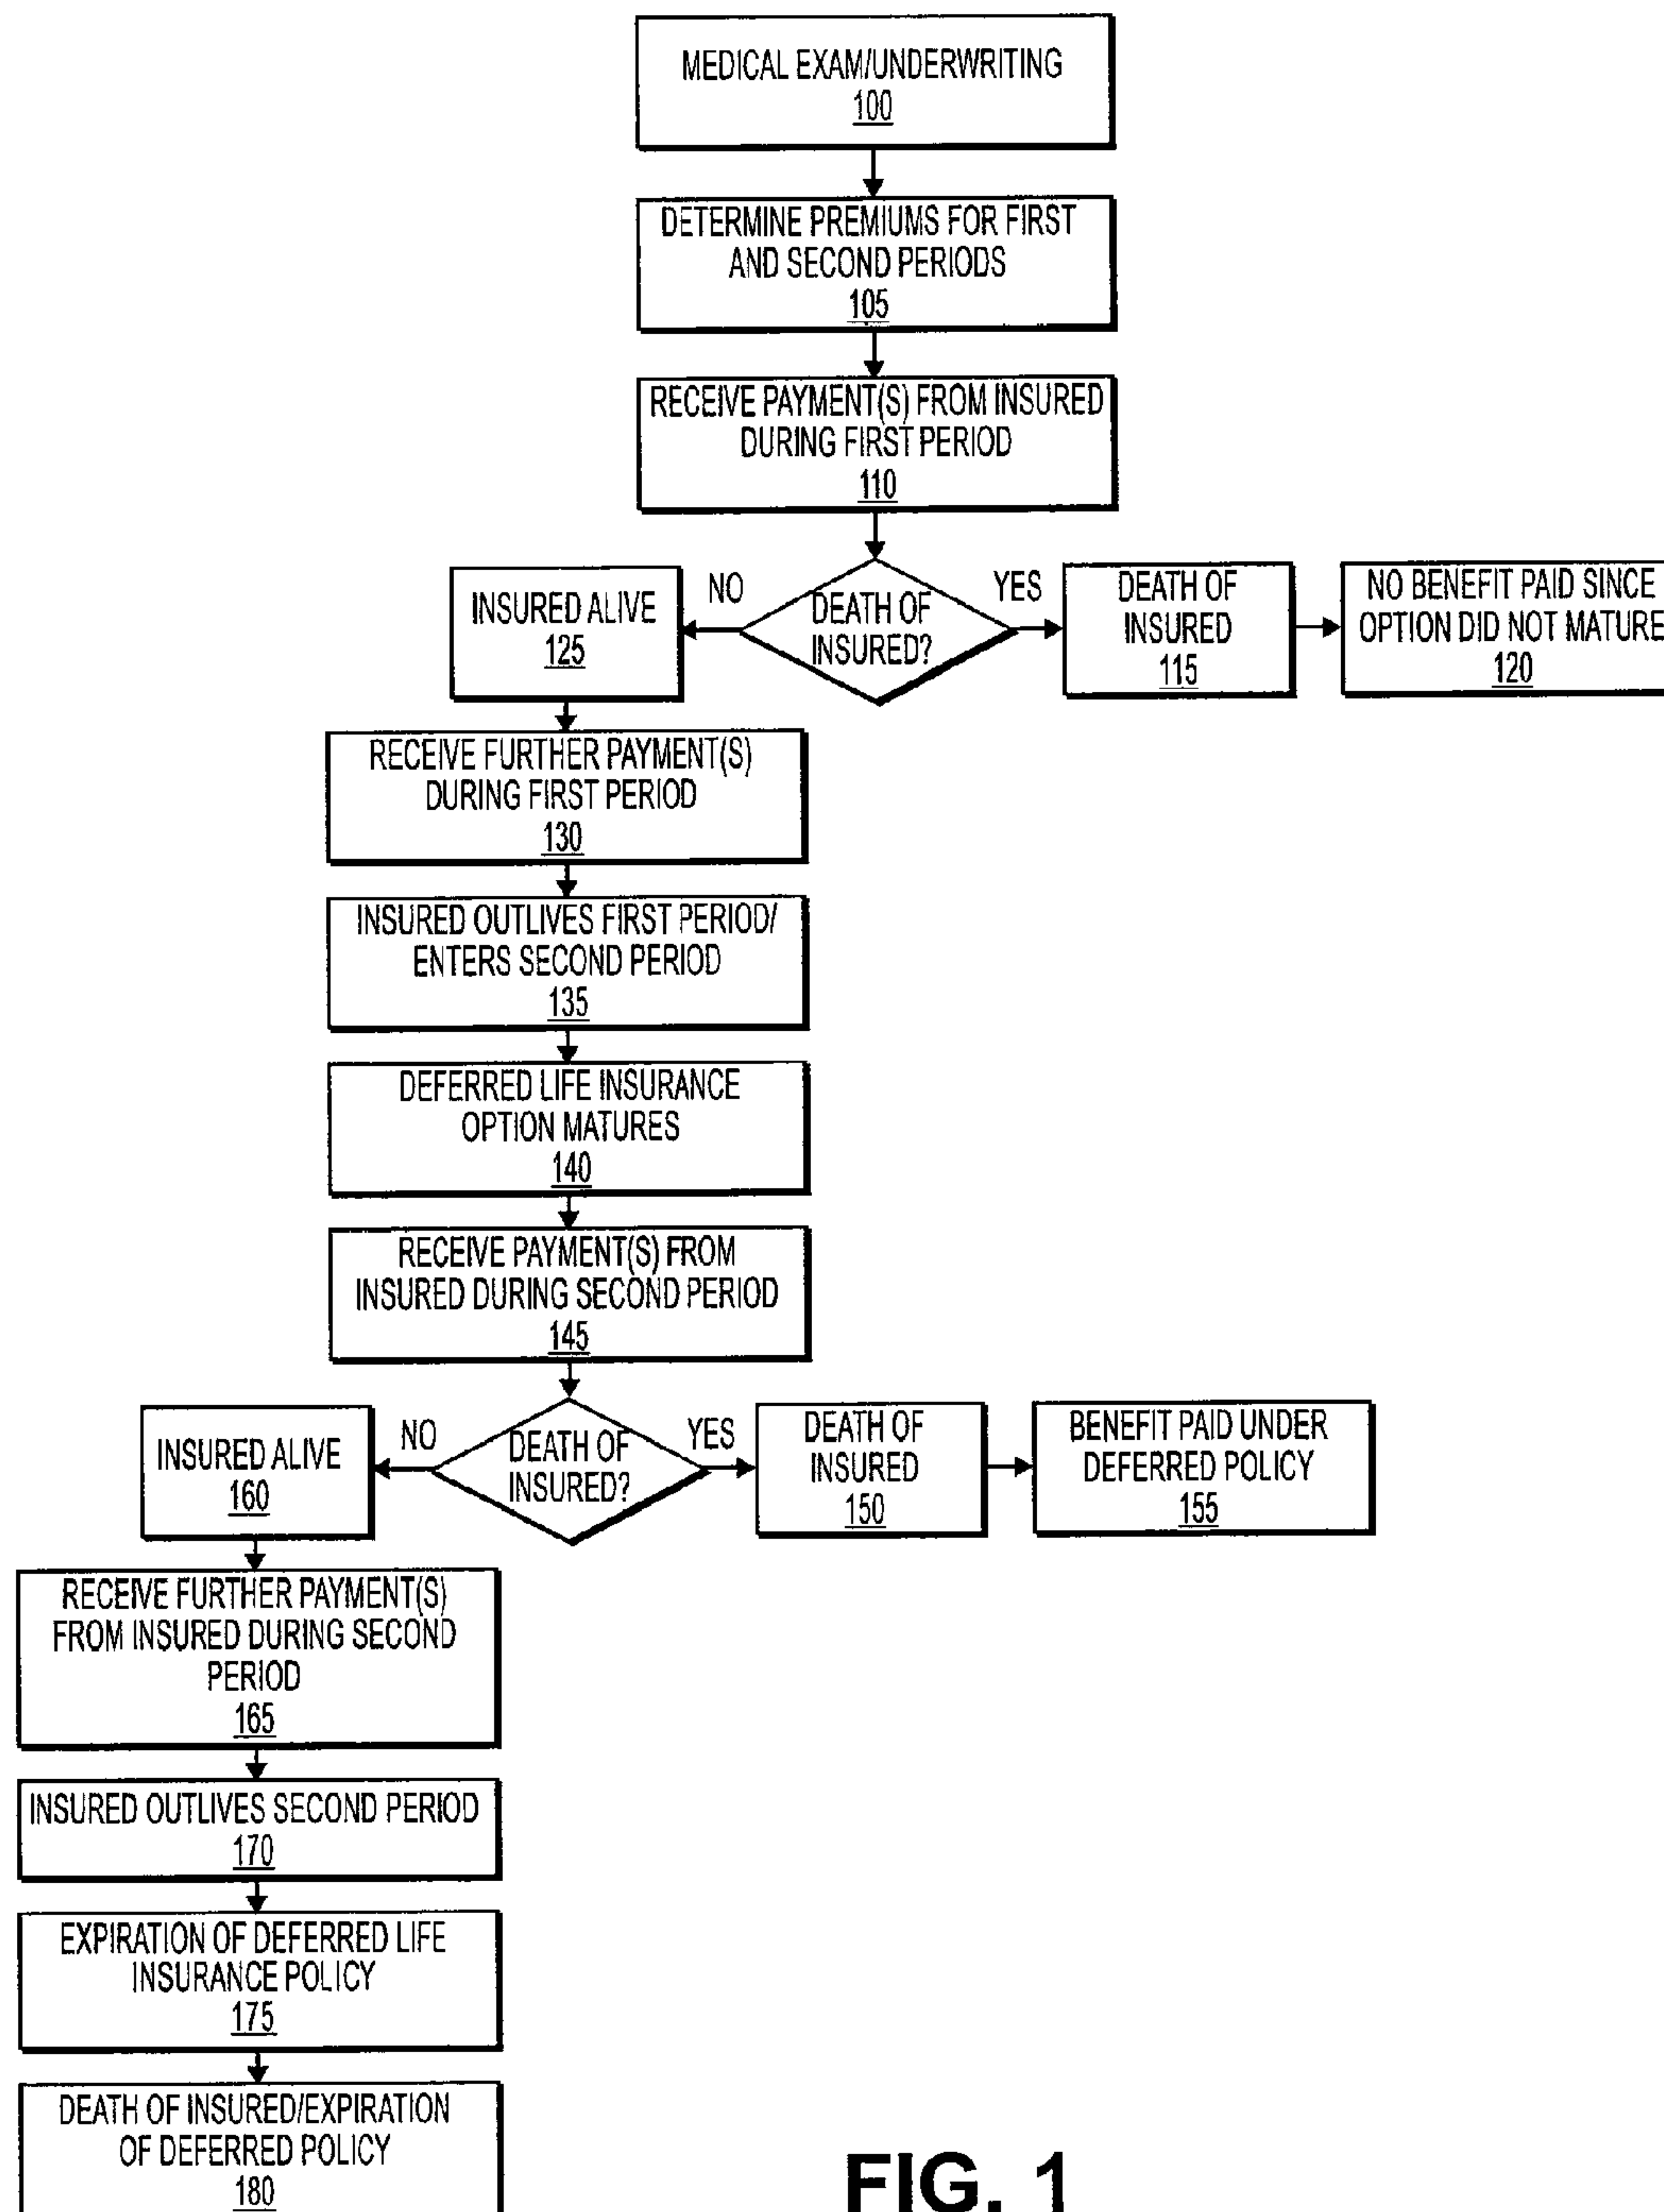 MEDICAL EXAM/UNDERWRITING
100
DETERMINE PREMIUMS FOR FIRST
AND SECOND PERIODS
105
RECEIVE PAYMENT(S) FROM INSURED
DURING FIRST PERIOD
110
DEATH OF
INSURED?
NO
YES
INSURED ALIVE
125
DEATH OF
INSURED
115
NO BENEFIT PAID SINCE
OPTION DID NOT MATURE
120
RECEIVE FURTHER PAYMENT(S)
DURING FIRST PERIOD
130
INSURED OUTLIVES FIRST PERIOD/
ENTERS SECOND PERIOD
135
DEFERRED LIFE INSURANCE
OPTION MATURES
140
RECEIVE PAYMENT(S) FROM
INSURED DURING SECOND PERIOD
145
DEATH OF
INSURED?
NO
YES
INSURED ALIVE
160
DEATH OF
INSURED
150
BENEFIT PAID UNDER
DEFERRED POLICY
155
RECEIVE FURTHER PAYMENT(S)
FROM INSURED DURING SECOND
PERIOD
165
INSURED OUTLIVES SECOND PERIOD
170
EXPIRATION OF DEFERRED LIFE
INSURANCE POLICY
175
DEATH OF INSURED/EXPIRATION
OF DEFERRED POLICY
180
FIG. 1